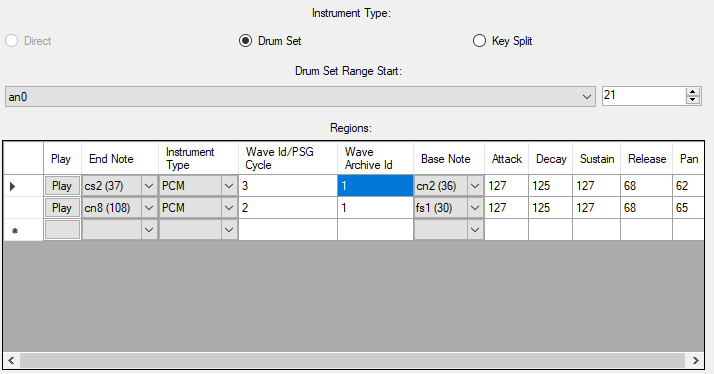 Instrument Type:
Direct Drum Set Key Split
Drum Set Range Start:
an0 21
Regions:
Play End Note Instrument Type Wave Id/PSG Cycle Wave Archive Id Base Note Attack Decay Sustain Release Pan
Play cs2 (37) PCM 3 1 cn2 (36) 127 125 127 68 62
Play cn8 (108) PCM 2 1 fs1 (30) 127 125 127 68 65